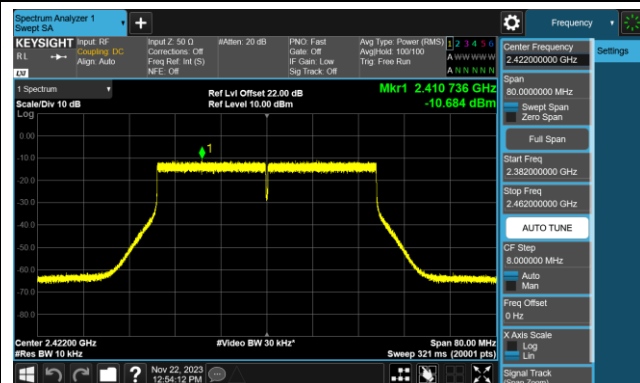 Spectrum Analyzer 1
Swept SA
Frequency
KEYSIGHT
RL
LXI
Input: RF
Coupling: DC
Align: Auto
Input Z: 50 Ω
Corrections: Off
Freq Ref: Int (S)
NFE: Off
#Atten: 20 dB
PNO: Fast
Gate: Off
IF Gain: Low
Sig Track: Off
Avg Type: Power (RMS)
Avg|Hold: 100/100
Trig: Free Run
1 2 3 4 5 6
A W W W W W
A N N N N N
Center Frequency
2.422000000 GHz
Settings
1 Spectrum
Scale/Div 10 dB
Log
Ref Lvl Offset 22.00 dB
Ref Level 10.00 dBm
Mkr1 2.410 736 GHz
-10.684 dBm
Span
80.0000000 MHz
Swept Span
Zero Span
Full Span
Start Freq
2.382000000 GHz
Stop Freq
2.462000000 GHz
AUTO TUNE
CF Step
8.000000 MHz
Auto
Man
Freq Offset
0 Hz
X Axis Scale
Log
Lin
Signal Track
(Span Zoom)
0.00
-10.0
-20.0
-30.0
-40.0
-50.0
-60.0
-70.0
-80.0
1
Center 2.42200 GHz
#Res BW 10 kHz
#Video BW 30 kHz*
Span 80.00 MHz
Sweep 321 ms (20001 pts)
?
Nov 22, 2023
12:54:12 PM